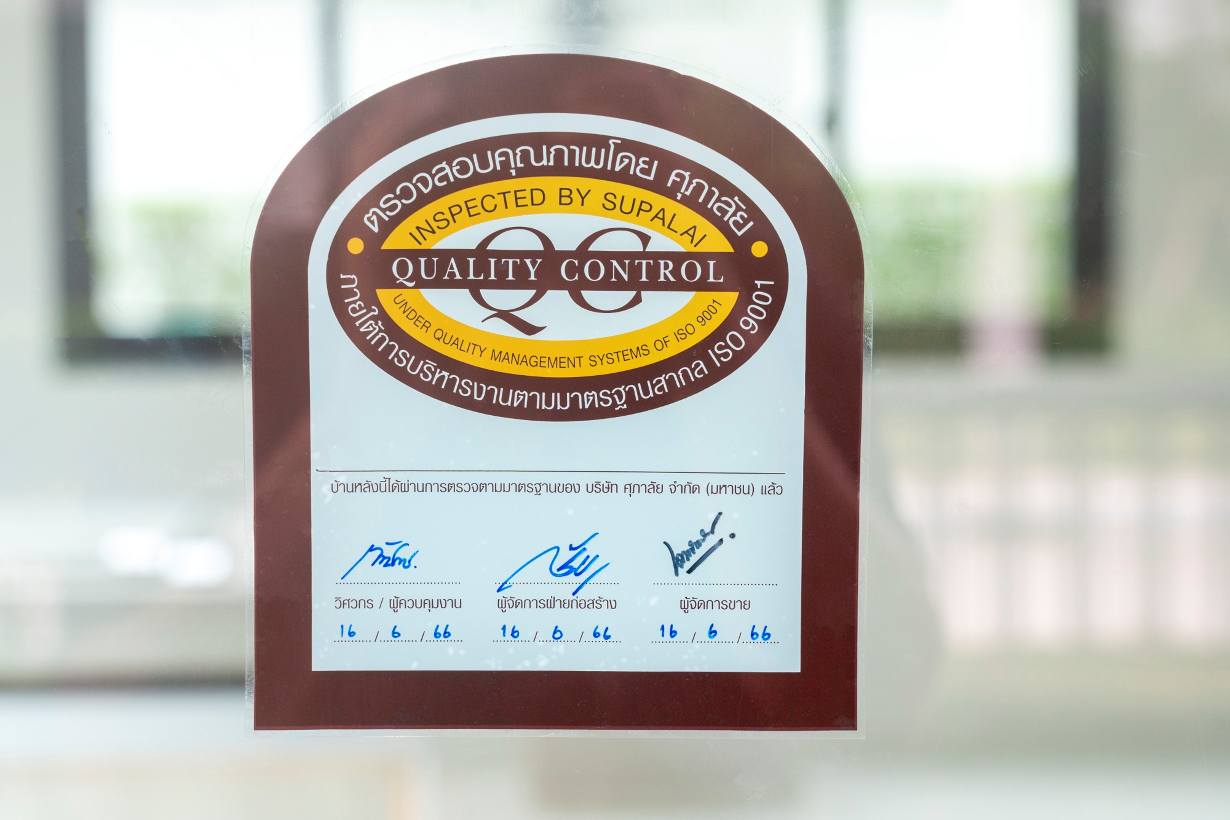 ตรวจสอบคุณภาพโดย ศุภาลัย
INSPECTED BY SUPALAI
QC
QUALITY CONTROL
UNDER QUALITY MANAGEMENT SYSTEMS OF ISO 9001
ภายใต้การบริหารงานตามมาตรฐานสากล ISO 9001
บ้านหลังนี้ได้ผ่านการตรวจตามมาตรฐานของ บริษัท ศุภาลัย จำกัด (มหาชน) แล้ว
วิศวกร / ผู้ควบคุมงาน ผู้จัดการฝ่ายก่อสร้าง ผู้จัดการขาย
16 / 6 / 66 16 / 6 / 66 16 / 6 / 66